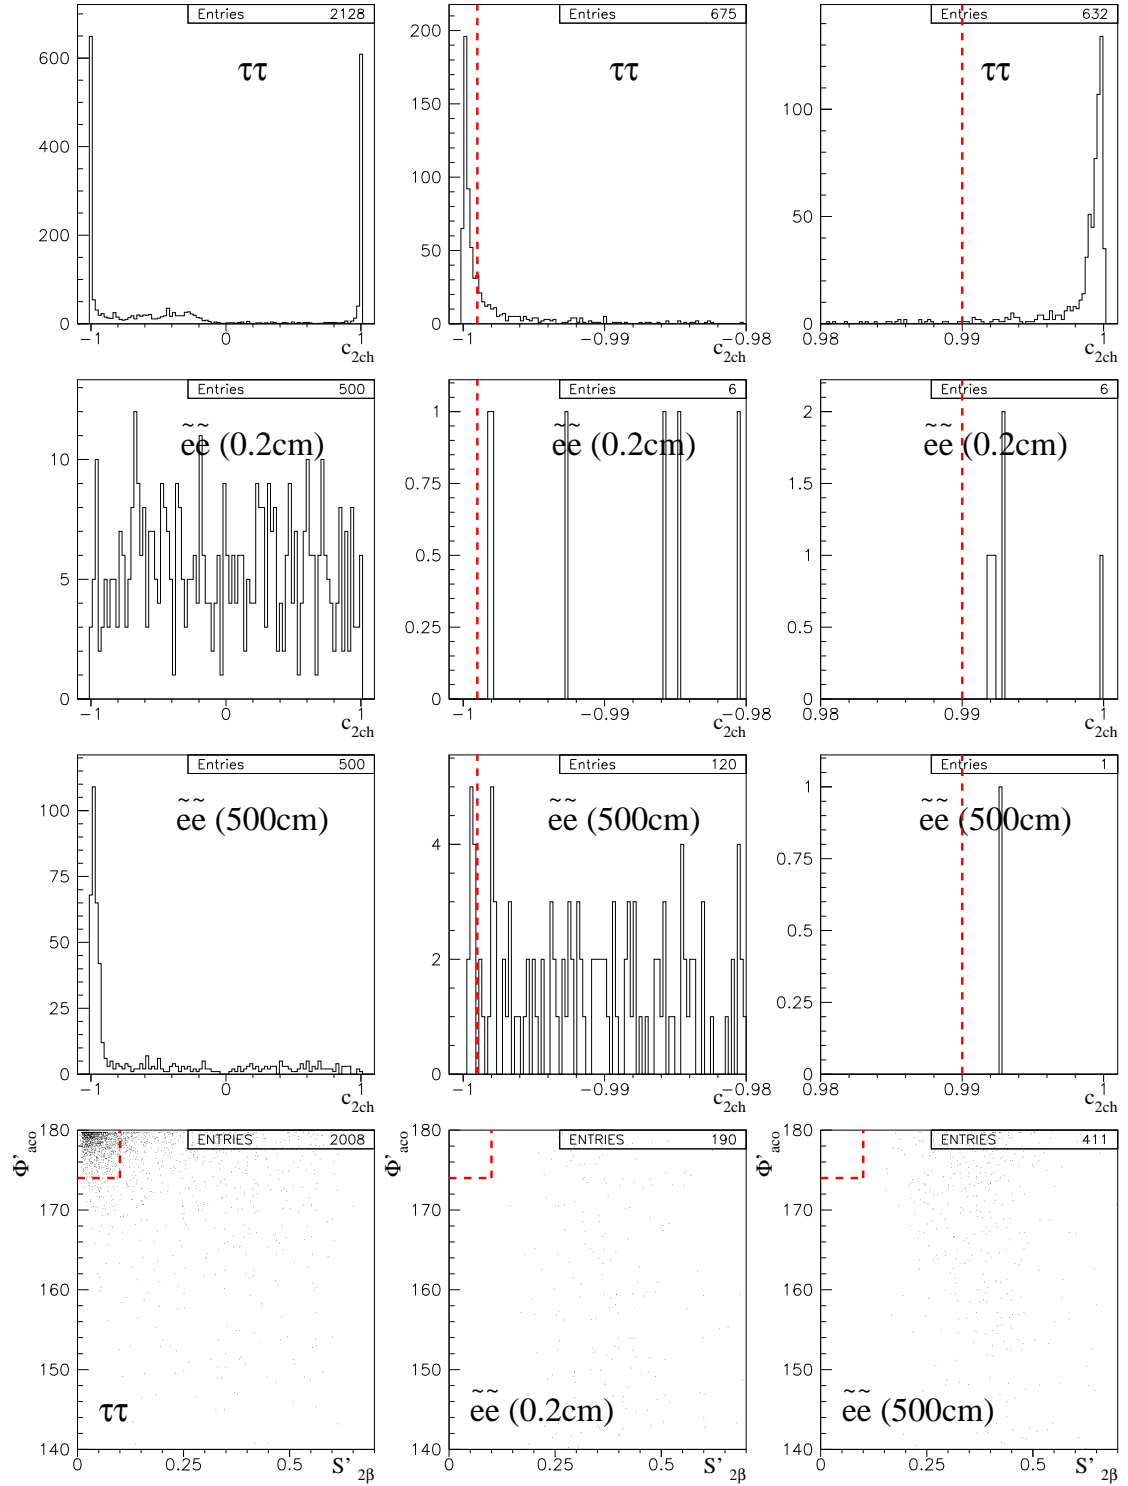 Entries 2128
ττ
600
400
200
0
−1 0 1
c2ch
Entries 675
ττ
200
150
100
50
0
−1 −0.99 −0.98
c2ch
Entries 632
ττ
100
50
0
0.98 0.99 1
c2ch
Entries 500
ẽẽ (0.2cm)
10
5
0
−1 0 1
c2ch
Entries 6
ẽẽ (0.2cm)
1
0.75
0.5
0.25
0
−1 −0.99 −0.98
c2ch
Entries 6
ẽẽ (0.2cm)
2
1.5
1
0.5
0
0.98 0.99 1
c2ch
Entries 500
ẽẽ (500cm)
100
75
50
25
0
−1 0 1
c2ch
Entries 120
ẽẽ (500cm)
4
2
0
−1 −0.99 −0.98
c2ch
Entries 1
ẽẽ (500cm)
1
0.75
0.5
0.25
0
0.98 0.99 1
c2ch
Φ'aco
ENTRIES 2008
180
170
160
150
140
ττ
0 0.25 0.5
S'2β
Φ'aco
ENTRIES 190
180
170
160
150
140
ẽẽ (0.2cm)
0 0.25 0.5
S'2β
Φ'aco
ENTRIES 411
180
170
160
150
140
ẽẽ (500cm)
0 0.25 0.5
S'2β